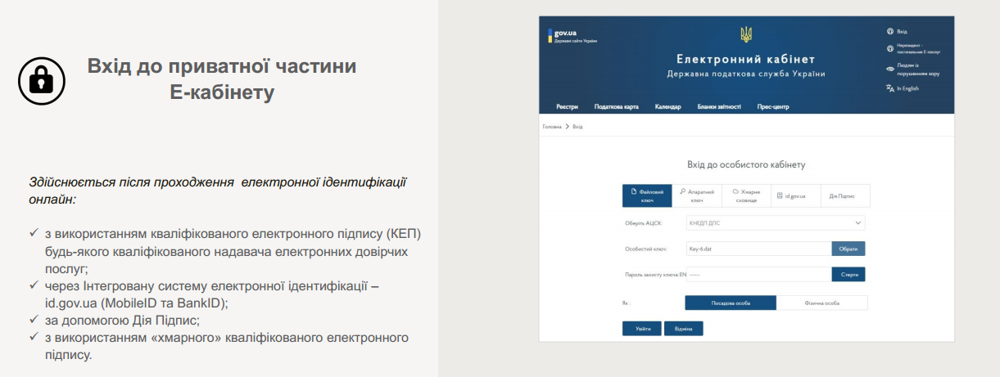 Вхід до приватної частини
Е-кабінету
Здійснюється після проходження електронної ідентифікації
онлайн:
✓ з використанням кваліфікованого електронного підпису (КЕП)
будь-якого кваліфікованого надавача електронних довірчих
послуг;
✓ через Інтегровану систему електронної ідентифікації –
id.gov.ua (MobileID та BankID);
✓ за допомогою Дія Підпис;
✓ з використанням «хмарного» кваліфікованого електронного
підпису.
gov.ua
Державні сайти України
Електронний кабінет
Державна податкова служба України
Вхід
Нерезидент -
постачальник Е-послуг
Людям із
порушенням зору
In English
Реєстри Податкова карта Календар Бланки звітності Прес-центр
Головна > Вхід
Вхід до особистого кабінету
Файловий
ключ
Апаратний
ключ
Хмарне
сховище
id.gov.ua
Дія Підпис
Оберіть АЦСК: КНЕДП ДПС
Особистий ключ: Key-6.dat Обрати
Пароль захисту ключа: EN ······ Стерти
Як : Посадова особа Фізична особа
Увійти Відміна